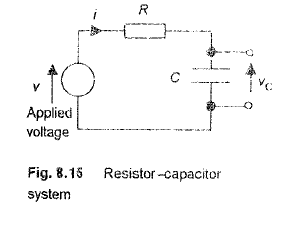 i
R
v
C
vC
Applied
voltage
Fig. 8.15 Resistor-capacitor
system